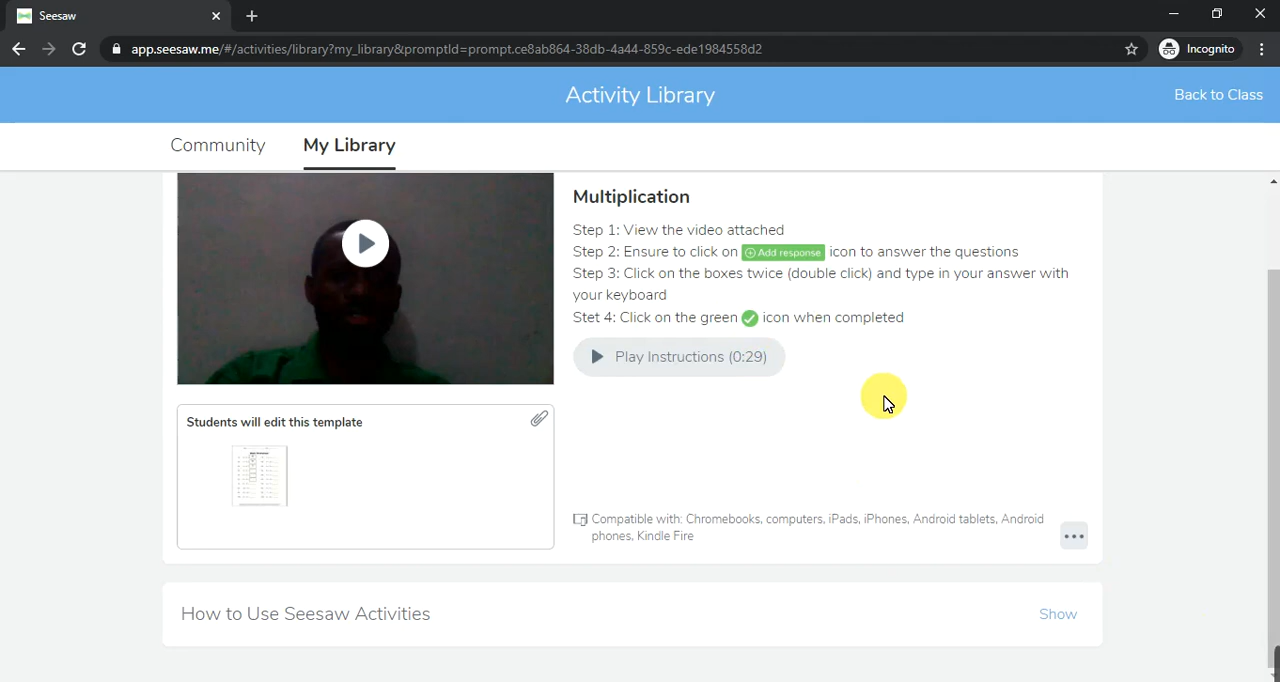 Seesaw
app.seesaw.me/#/activities/library?my_library&promptId=prompt.ce8ab864-38db-4a44-859c-ede1984558d2
Incognito
Activity Library
Back to Class
Community
My Library
Multiplication
Step 1: View the video attached
Step 2: Ensure to click on Add response icon to answer the questions
Step 3: Click on the boxes twice (double click) and type in your answer with
your keyboard
Stet 4: Click on the green icon when completed
Play Instructions (0:29)
Students will edit this template
Compatible with: Chromebooks, computers, iPads, iPhones, Android tablets, Android
phones, Kindle Fire
How to Use Seesaw Activities
Show